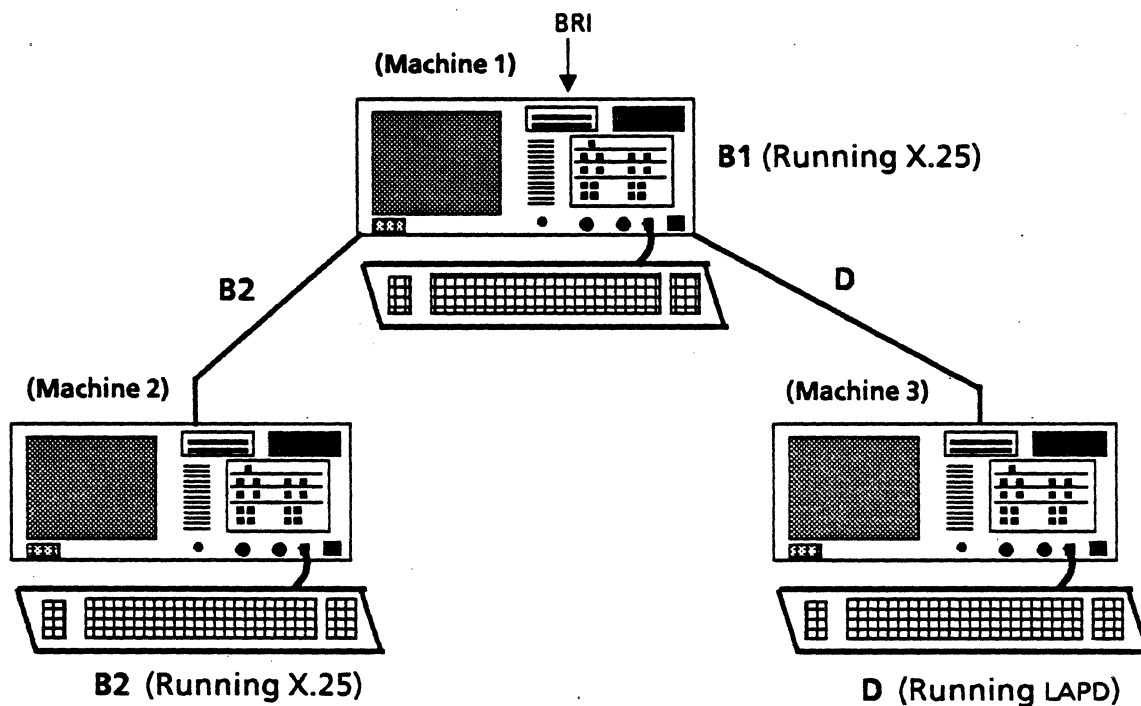 BRI
(Machine 1)
B1 (Running X.25)
B2
D
(Machine 2)
(Machine 3)
B2 (Running X.25)
D (Running LAPD)